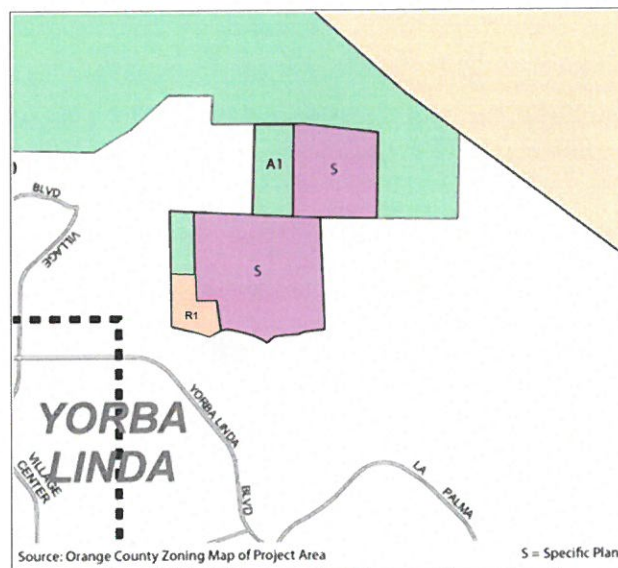 A1
S
S
R1
)
BLVD
VILLAGE
YORBA
LINDA
YORBA LINDA
BLVD
VILLAGE
CENTER
LA PALMA
Source: Orange County Zoning Map of Project Area
S = Specific Plan